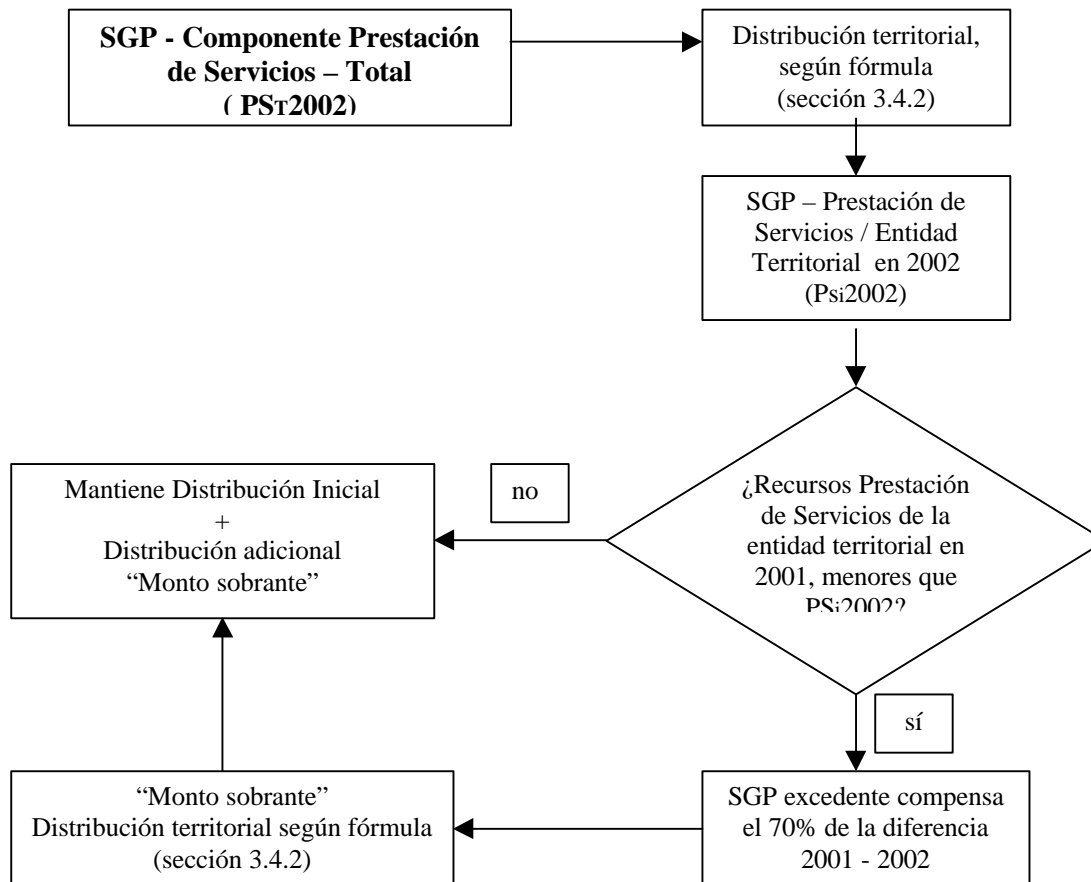 SGP - Componente Prestación
de Servicios – Total
( PST2002)
Distribución territorial,
según fórmula
(sección 3.4.2)
SGP – Prestación de
Servicios / Entidad
Territorial en 2002
(Psi2002)
¿Recursos Prestación
de Servicios de la
entidad territorial en
2001, menores que
PSi2002?
no
Mantiene Distribución Inicial
+
Distribución adicional
“Monto sobrante”
sí
SGP excedente compensa
el 70% de la diferencia
2001 - 2002
“Monto sobrante”
Distribución territorial según fórmula
(sección 3.4.2)